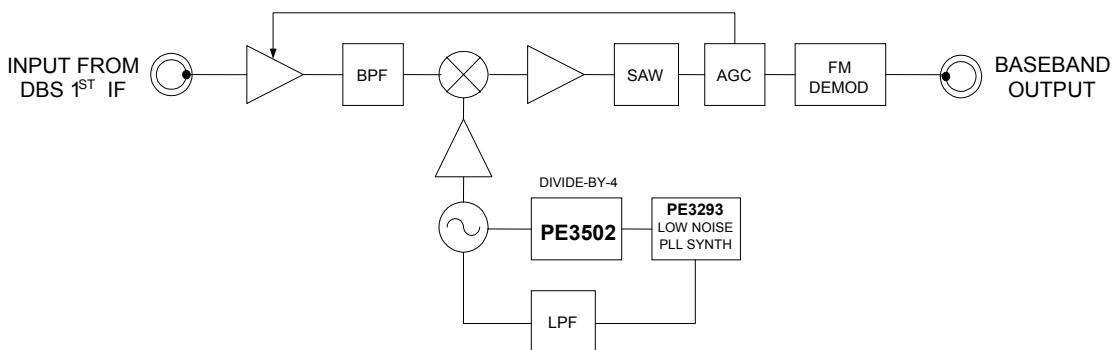 INPUT FROM
DBS 1ST IF
BPF
SAW
AGC
FM
DEMOD
BASEBAND
OUTPUT
DIVIDE-BY-4
PE3502
PE3293
LOW NOISE
PLL SYNTH
LPF